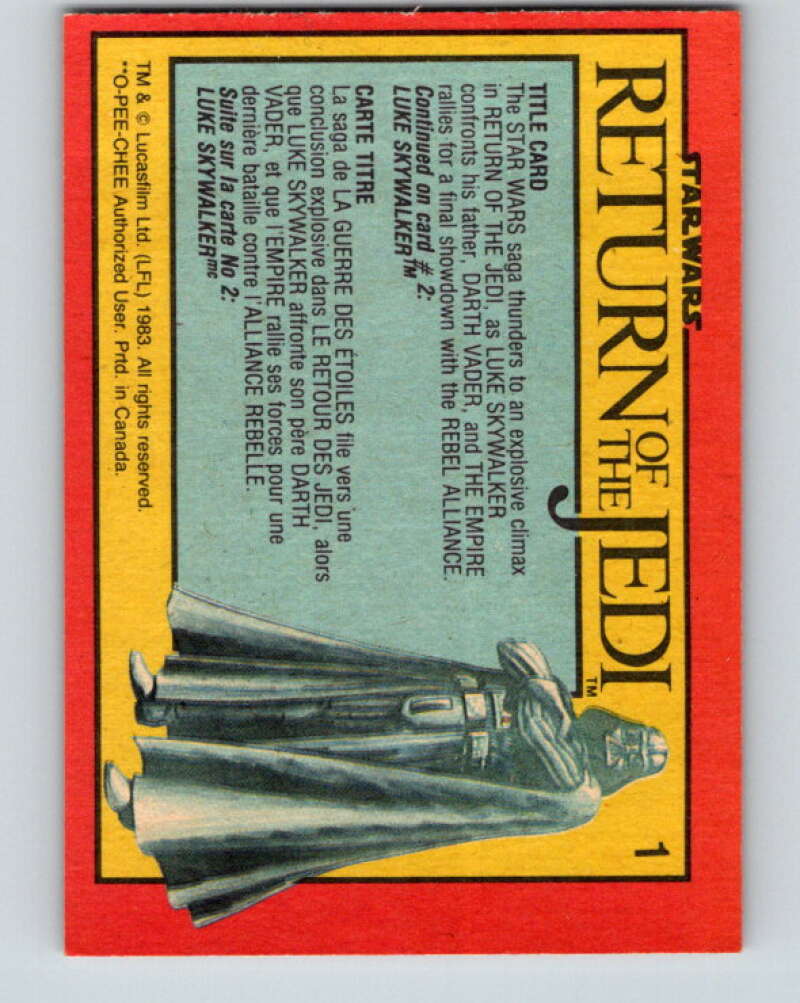 STAR WARS
RETURN OF THE JEDI™
1
TITLE CARD
The STAR WARS saga thunders to an explosive climax
in RETURN OF THE JEDI, as LUKE SKYWALKER
confronts his father, DARTH VADER, and THE EMPIRE
rallies for a final showdown with the REBEL ALLIANCE.
Continued on card # 2:
LUKE SKYWALKER™
CARTE TITRE
La saga de LA GUERRE DES ÉTOILES file vers une
conclusion explosive dans LE RETOUR DES JEDI, alors
que LUKE SKYWALKER affronte son père DARTH
VADER, et que l'EMPIRE rallie ses forces pour une
dernière bataille contre l'ALLIANCE REBELLE.
Suite sur la carte No 2:
LUKE SKYWALKERmc
TM & © Lucasfilm Ltd. (LFL) 1983. All rights reserved.
**O-PEE-CHEE Authorized User. Prtd. in Canada.